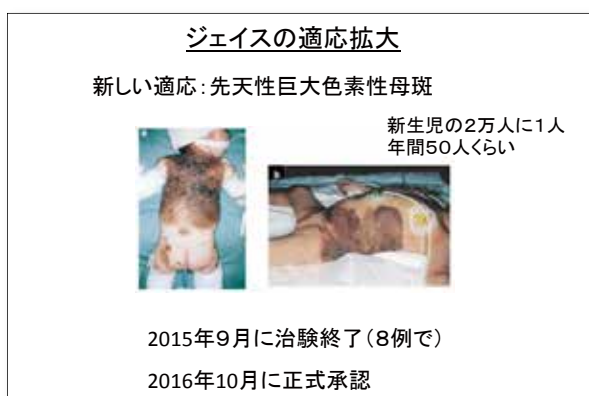 ジェイスの適応拡大
新しい適応：先天性巨大色素性母斑
新生児の２万人に１人
年間５０人くらい
a
b
2015年９月に治験終了（８例で）
2016年10月に正式承認